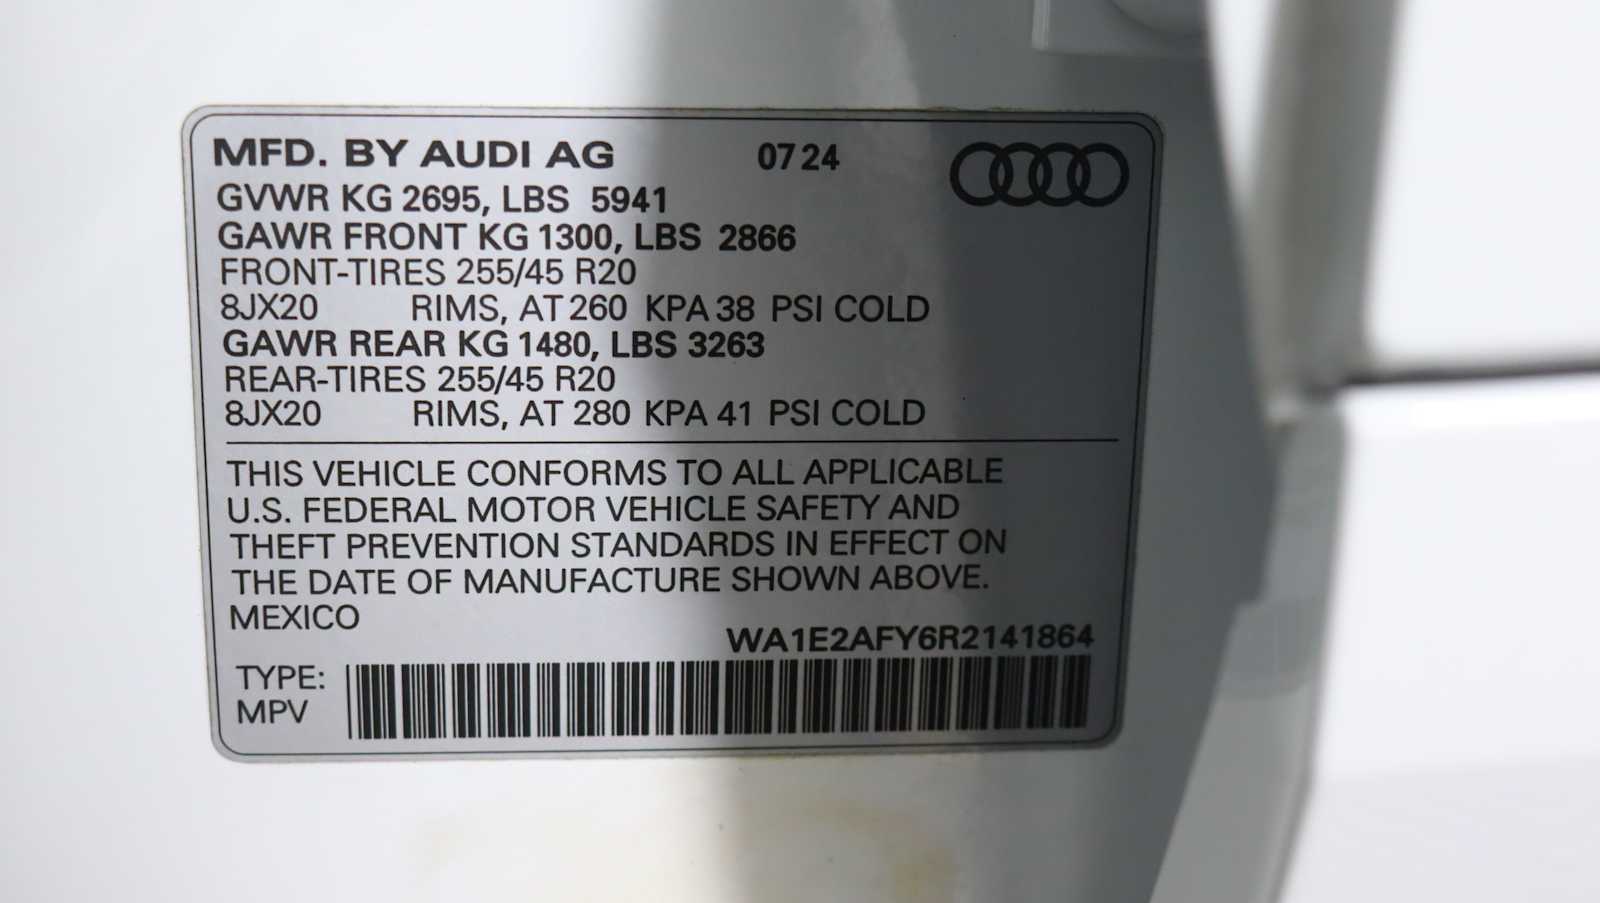 MFD. BY AUDI AG 07 24
GVWR KG 2695, LBS 5941
GAWR FRONT KG 1300, LBS 2866
FRONT-TIRES 255/45 R20
8JX20 RIMS, AT 260 KPA 38 PSI COLD
GAWR REAR KG 1480, LBS 3263
REAR-TIRES 255/45 R20
8JX20 RIMS, AT 280 KPA 41 PSI COLD
THIS VEHICLE CONFORMS TO ALL APPLICABLE
U.S. FEDERAL MOTOR VEHICLE SAFETY AND
THEFT PREVENTION STANDARDS IN EFFECT ON
THE DATE OF MANUFACTURE SHOWN ABOVE.
MEXICO
WA1E2AFY6R2141864
TYPE:
MPV